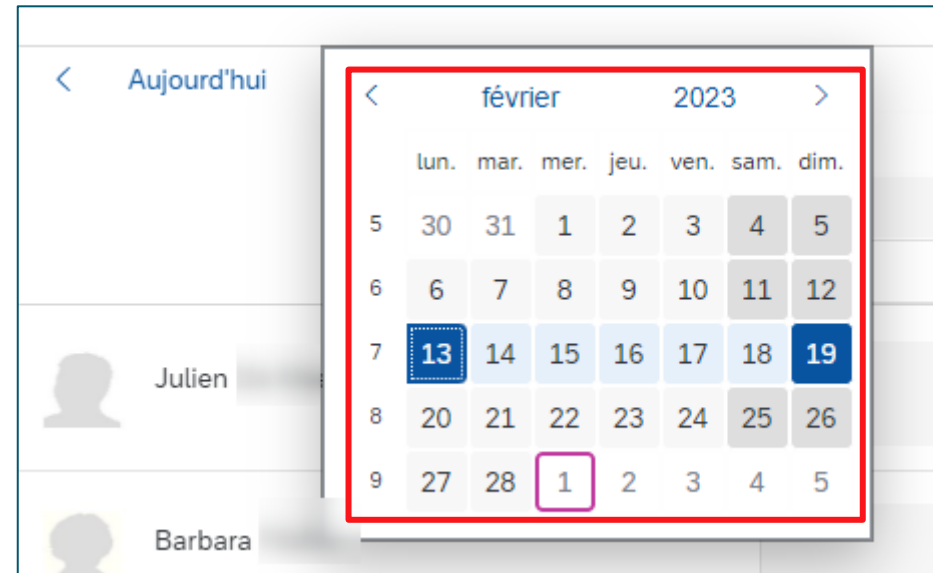 Aujourd'hui
février 2023
lun. mar. mer. jeu. ven. sam. dim.
5 30 31 1 2 3 4 5
6 6 7 8 9 10 11 12
7 13 14 15 16 17 18 19
8 20 21 22 23 24 25 26
9 27 28 1 2 3 4 5
Julien
Barbara